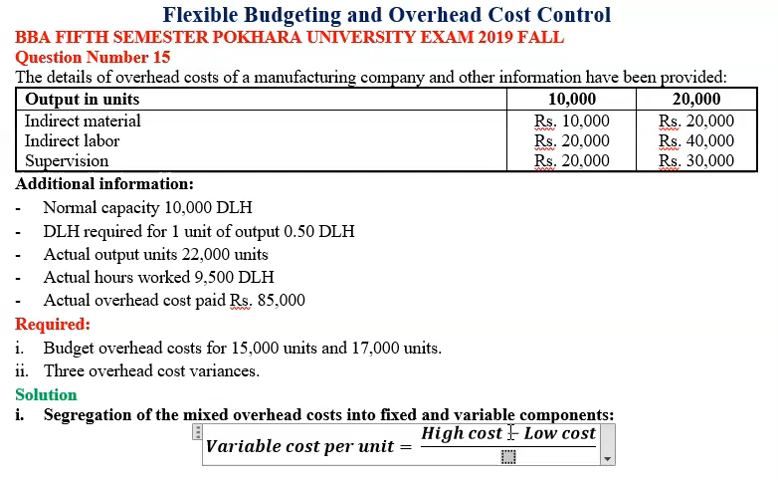 Flexible Budgeting and Overhead Cost Control
BBA FIFTH SEMESTER POKHARA UNIVERSITY EXAM 2019 FALL
Question Number 15
The details of overhead costs of a manufacturing company and other information have been provided:
Output in units 10,000 20,000
Indirect material Rs. 10,000 Rs. 20,000
Indirect labor Rs. 20,000 Rs. 40,000
Supervision Rs. 20,000 Rs. 30,000
Additional information:
- Normal capacity 10,000 DLH
- DLH required for 1 unit of output 0.50 DLH
- Actual output units 22,000 units
- Actual hours worked 9,500 DLH
- Actual overhead cost paid Rs. 85,000
Required:
i. Budget overhead costs for 15,000 units and 17,000 units.
ii. Three overhead cost variances.
Solution
i. Segregation of the mixed overhead costs into fixed and variable components:
High cost − Low cost
Variable cost per unit =